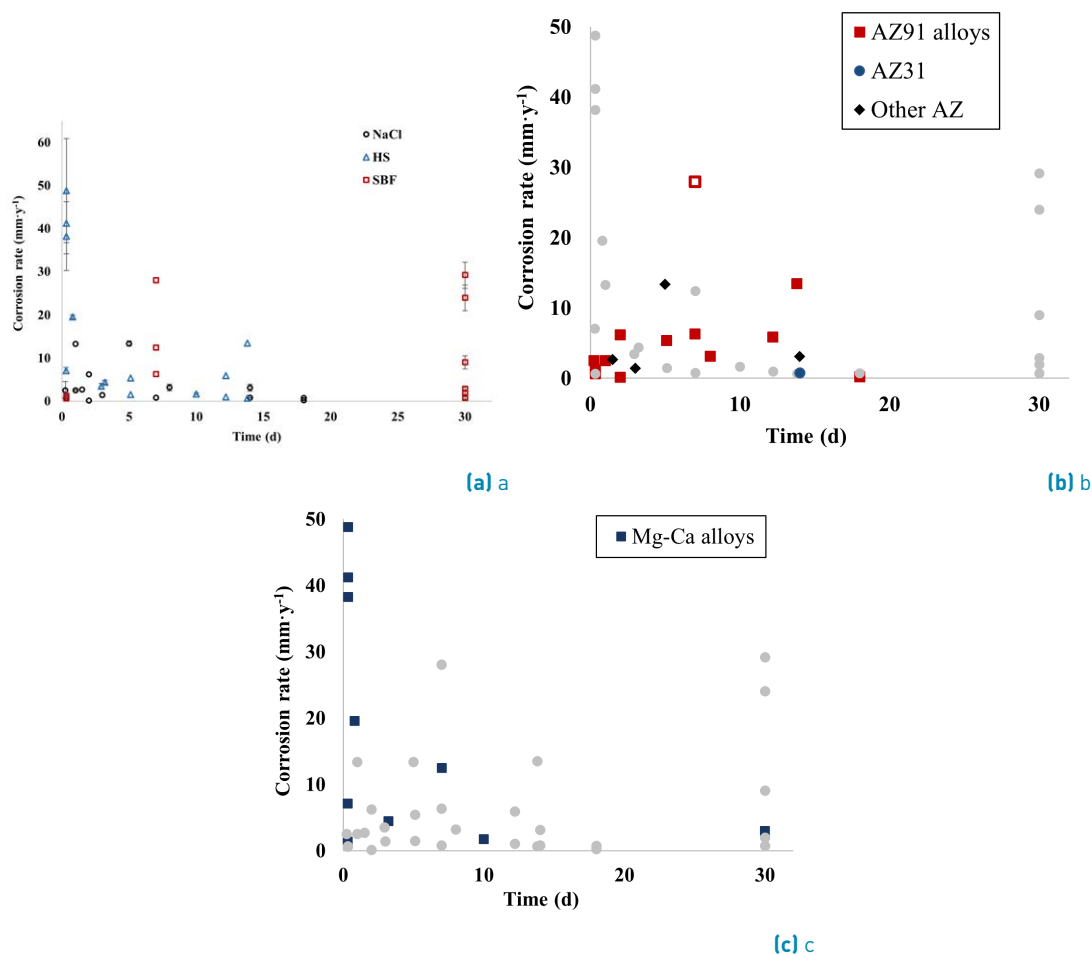 60
50
40
30
20
10
0
0
5
10
15
20
25
30
Corrosion rate (mm·y⁻¹)
Time (d)
NaCl
HS
SBF
(a) a
50
40
30
20
10
0
0
10
20
30
Corrosion rate (mm·y⁻¹)
Time (d)
AZ91 alloys
AZ31
Other AZ
(b) b
50
40
30
20
10
0
0
10
20
30
Corrosion rate (mm·y⁻¹)
Time (d)
Mg-Ca alloys
(c) c